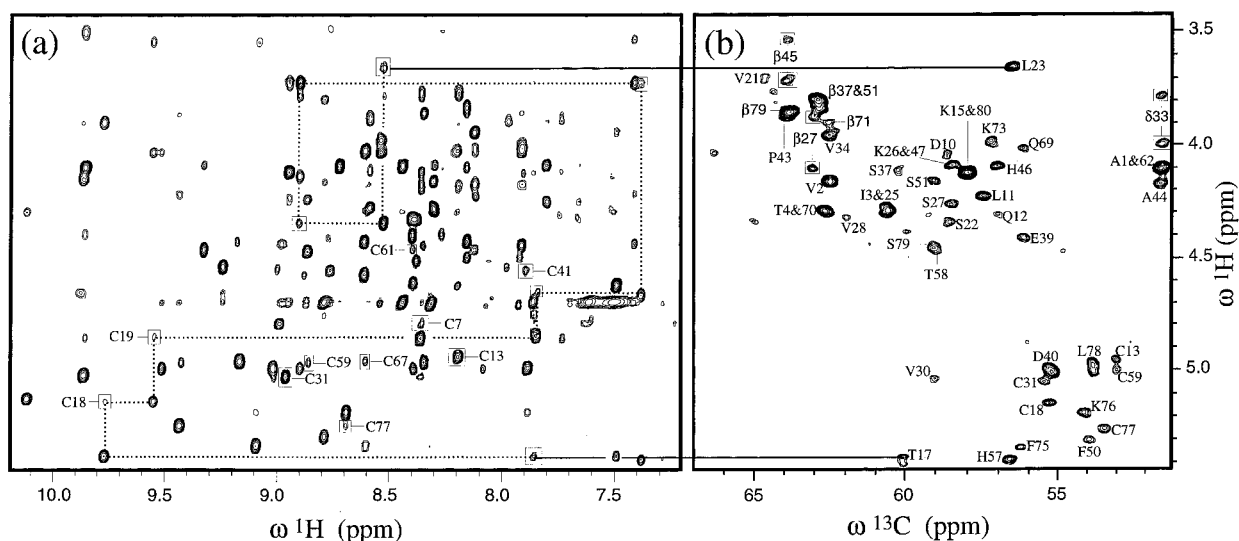 (a)
C61
C41
C19
C7
C59
C67
C13
C31
C18
C77
10.0
9.0
8.5
8.0
7.5
ω ¹H (ppm)
(b)
β45
V21
L23
β37&51
K15&80
β79
δ33
β71
K73
β27
Q69
P43
V34
D10
K26&47
S37
H46
A1&62
V2
S51
I3&25
L11
A44
T4&70
S27
V28
S22
Q12
S79
E39
T58
V30
D40
L78
C13
C31
C59
C18
K76
C77
T17
H57
F75
F50
65
60
55
ω ¹³C (ppm)
3.5
4.0
4.5
5.0
ω ¹H (ppm)